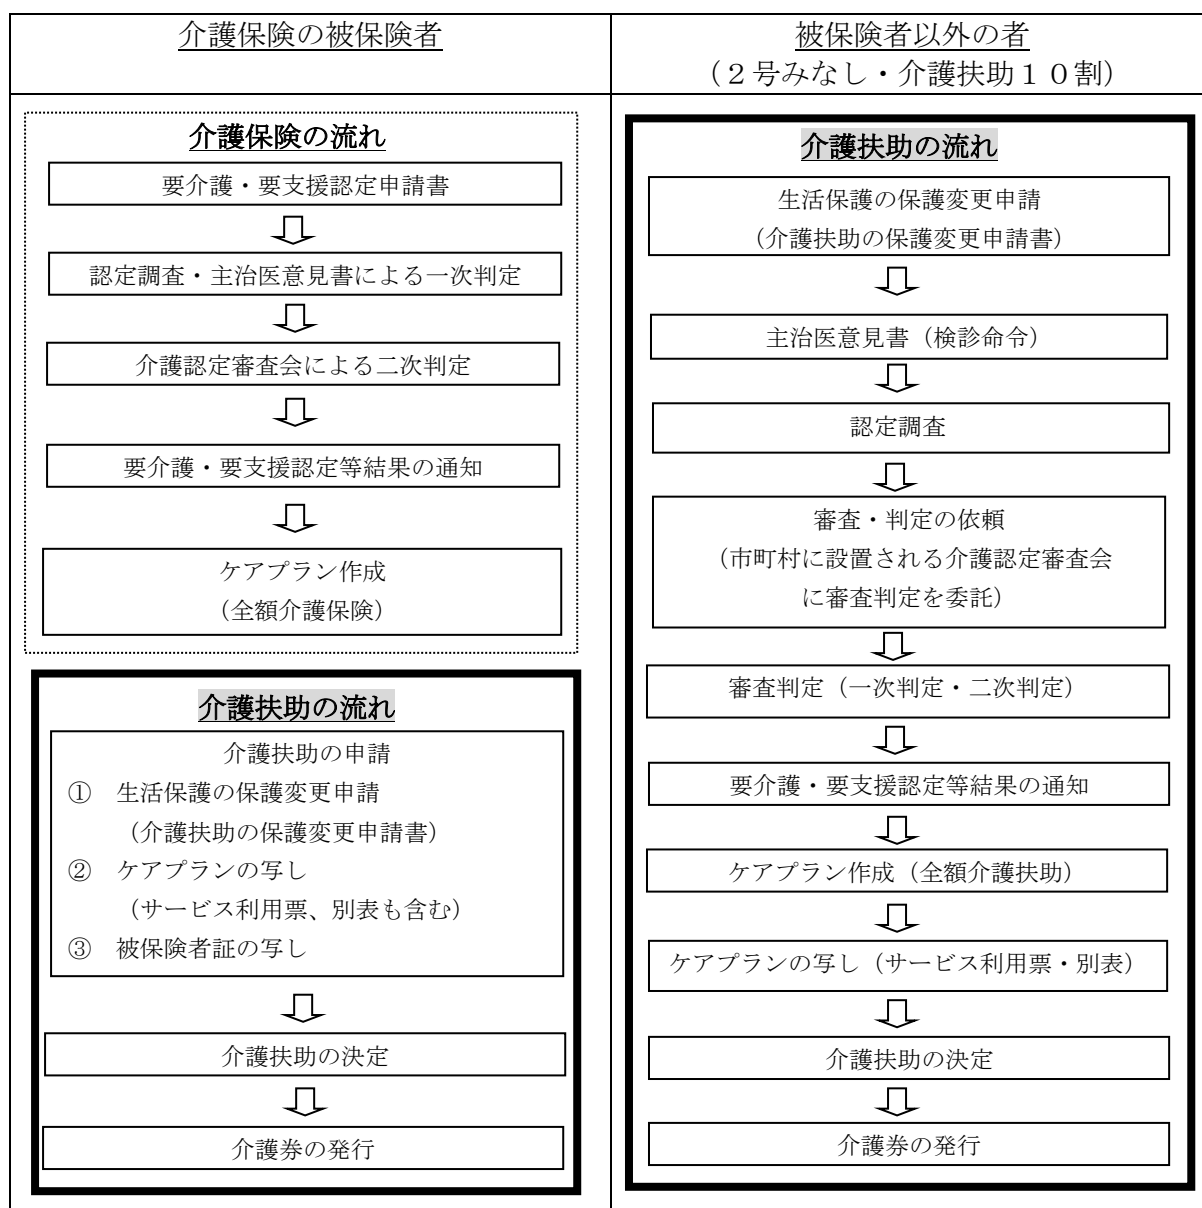 介護保険の被保険者
介護保険の流れ
要介護・要支援認定申請書
認定調査・主治医意見書による一次判定
介護認定審査会による二次判定
要介護・要支援認定等結果の通知
ケアプラン作成
（全額介護保険）
介護扶助の流れ
介護扶助の申請
① 生活保護の保護変更申請
（介護扶助の保護変更申請書）
② ケアプランの写し
（サービス利用票、別表も含む）
③ 被保険者証の写し
介護扶助の決定
介護券の発行
被保険者以外の者
（２号みなし・介護扶助１０割）
介護扶助の流れ
生活保護の保護変更申請
（介護扶助の保護変更申請書）
主治医意見書（検診命令）
認定調査
審査・判定の依頼
（市町村に設置される介護認定審査会
に審査判定を委託）
審査判定（一次判定・二次判定）
要介護・要支援認定等結果の通知
ケアプラン作成（全額介護扶助）
ケアプランの写し（サービス利用票・別表）
介護扶助の決定
介護券の発行